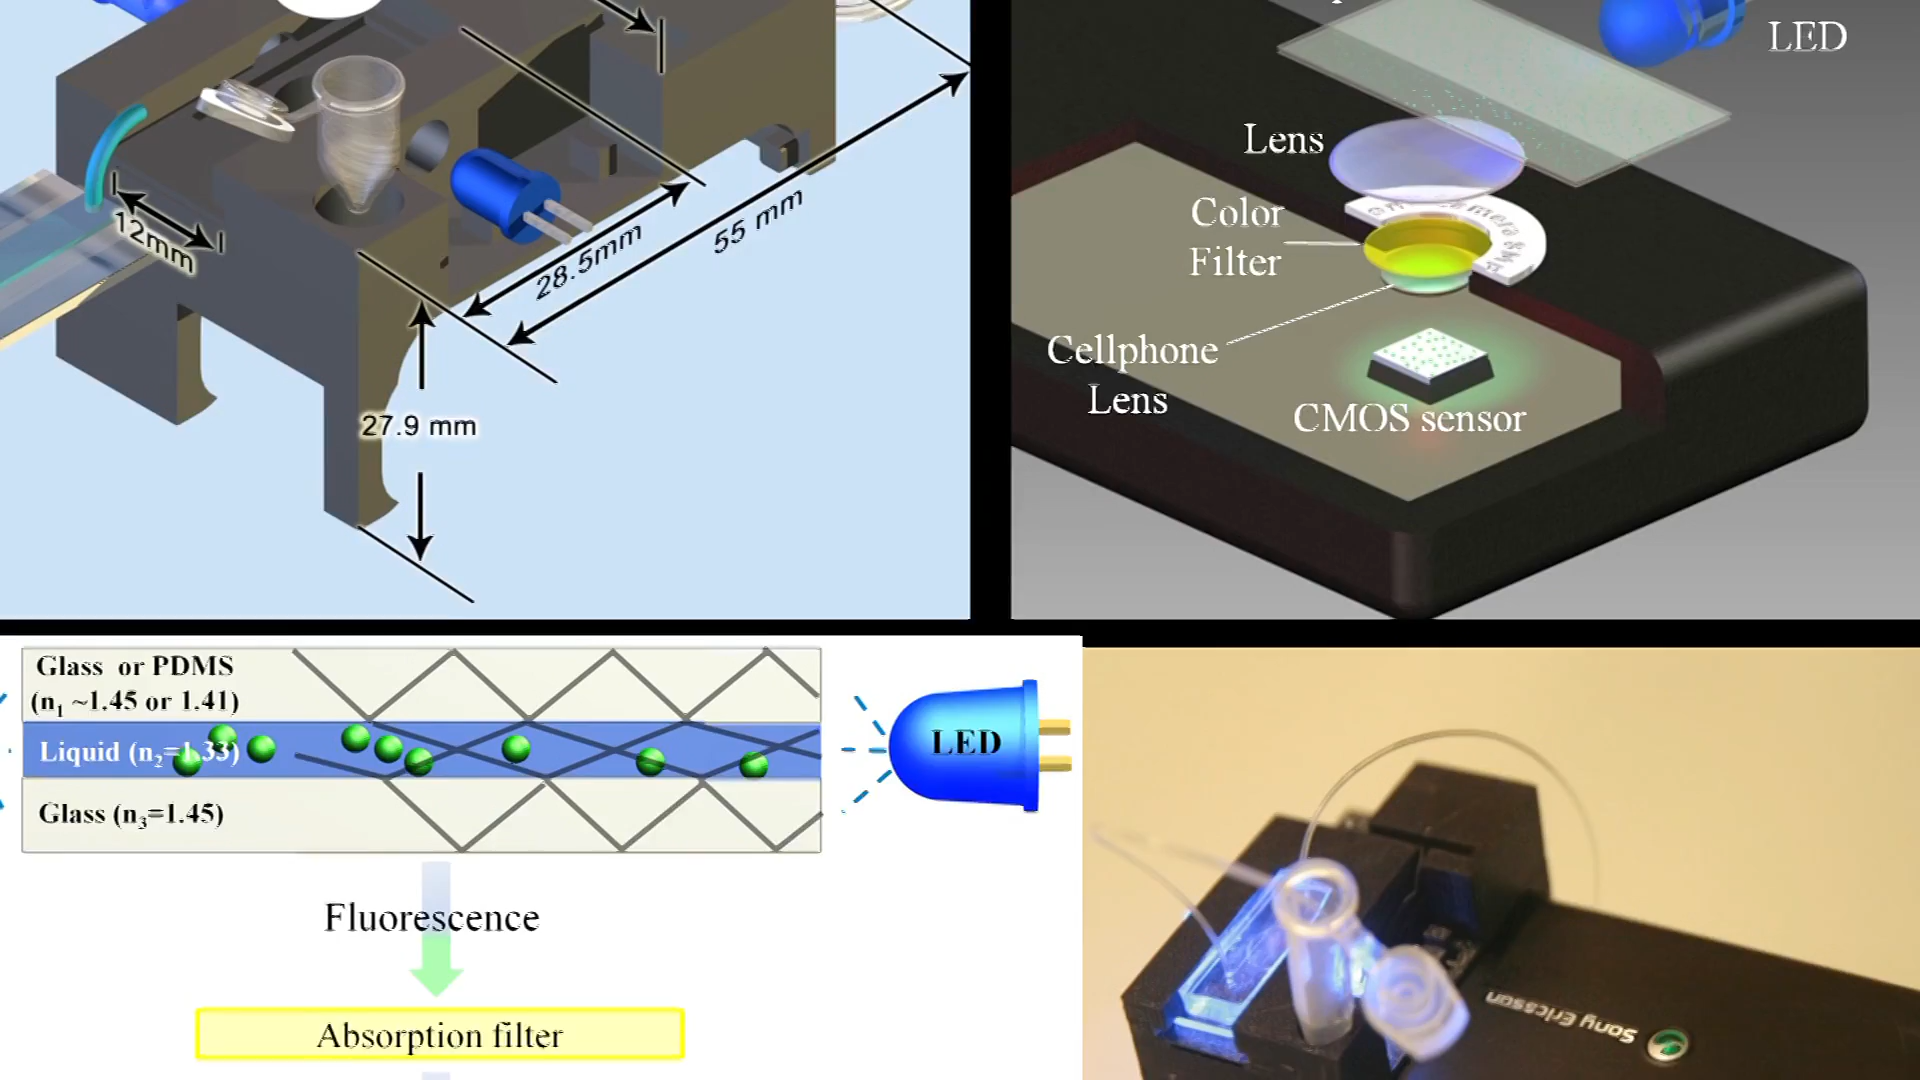 12mm
28.5mm
55 mm
27.9 mm
LED
Lens
Color
Filter
Cellphone
Lens
CMOS sensor
Glass or PDMS
(n1 ~1.45 or 1.41)
Liquid (n2=1.33)
Glass (n3=1.45)
LED
Fluorescence
Absorption filter
Sony Ericsson